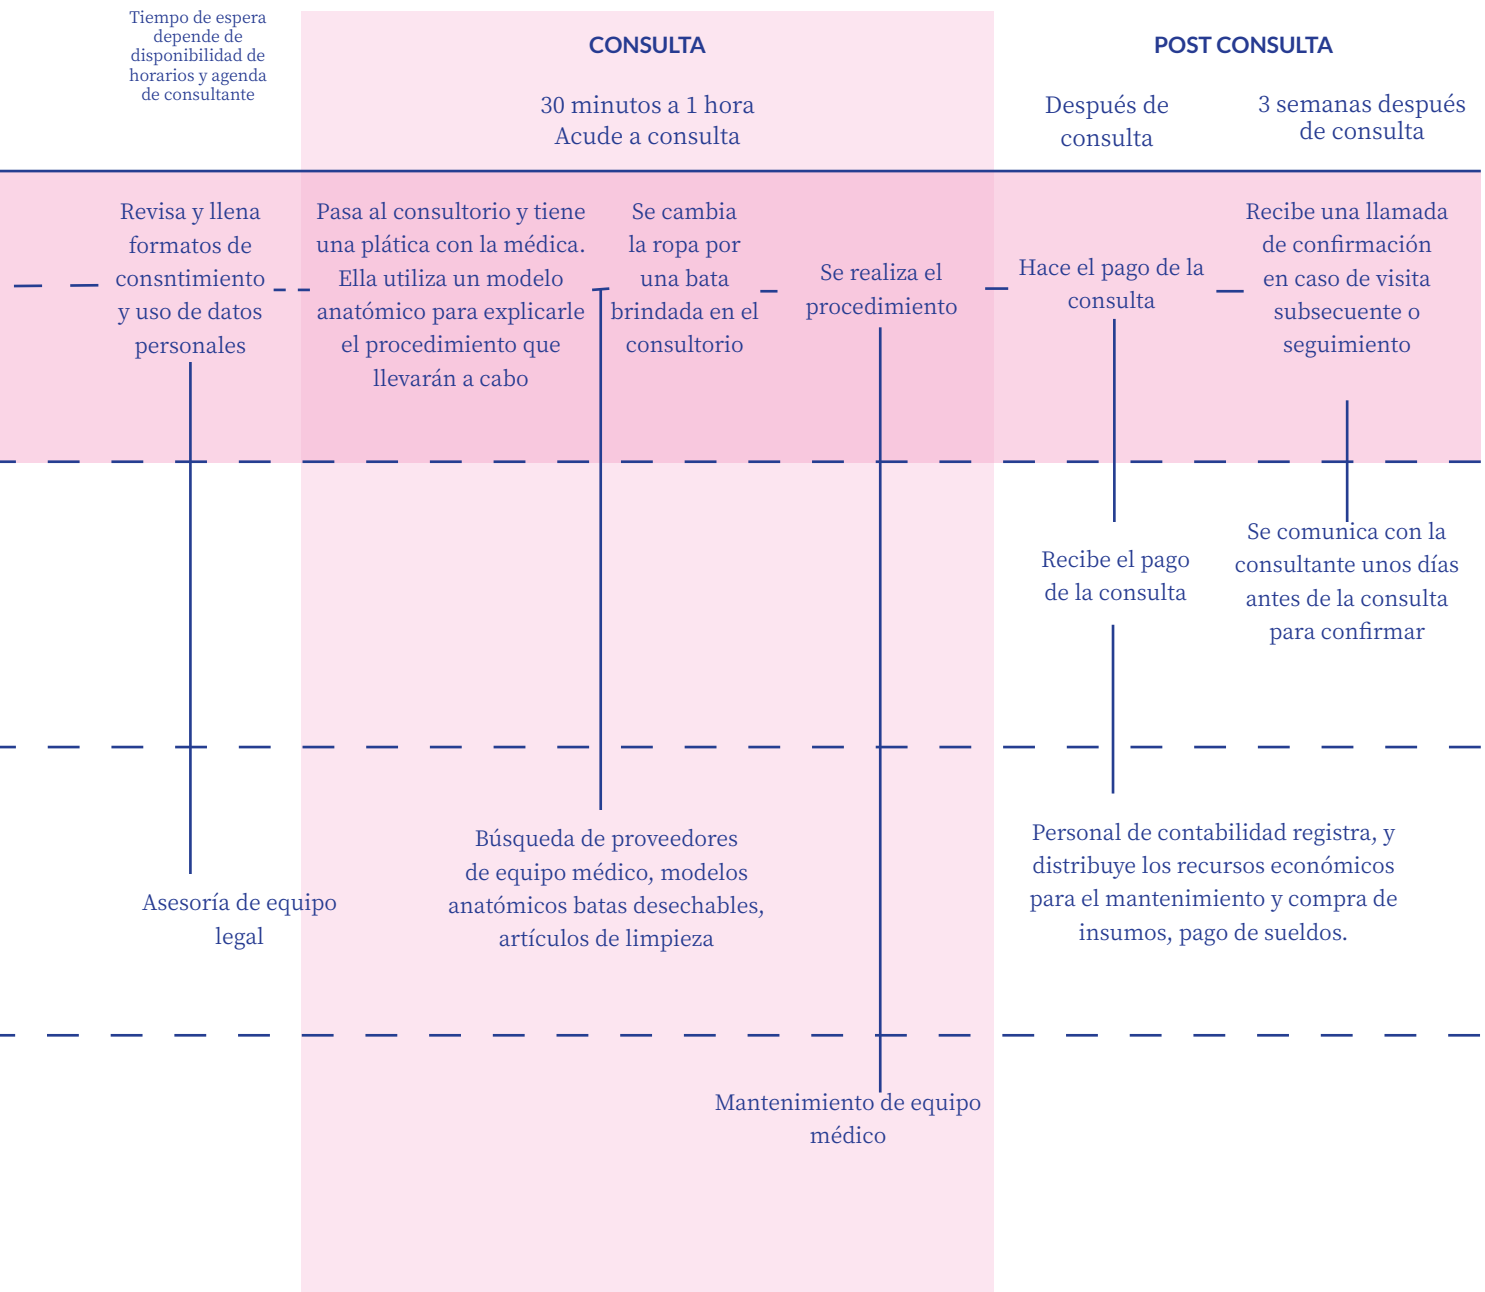 Tiempo de espera
depende de
disponibilidad de
horarios y agenda
de consultante
CONSULTA
30 minutos a 1 hora
Acude a consulta
POST CONSULTA
Después de
consulta
3 semanas después
de consulta
Revisa y llena
formatos de
consntimiento
y uso de datos
personales
Pasa al consultorio y tiene
una plática con la médica.
Ella utiliza un modelo
anatómico para explicarle
el procedimiento que
llevarán a cabo
Se cambia
la ropa por
una bata
brindada en el
consultorio
Se realiza el
procedimiento
Hace el pago de la
consulta
Recibe una llamada
de confirmación
en caso de visita
subsecuente o
seguimiento
Recibe el pago
de la consulta
Se comunica con la
consultante unos días
antes de la consulta
para confirmar
Asesoría de equipo
legal
Búsqueda de proveedores
de equipo médico, modelos
anatómicos batas desechables,
artículos de limpieza
Personal de contabilidad registra, y
distribuye los recursos económicos
para el mantenimiento y compra de
insumos, pago de sueldos.
Mantenimiento de equipo
médico